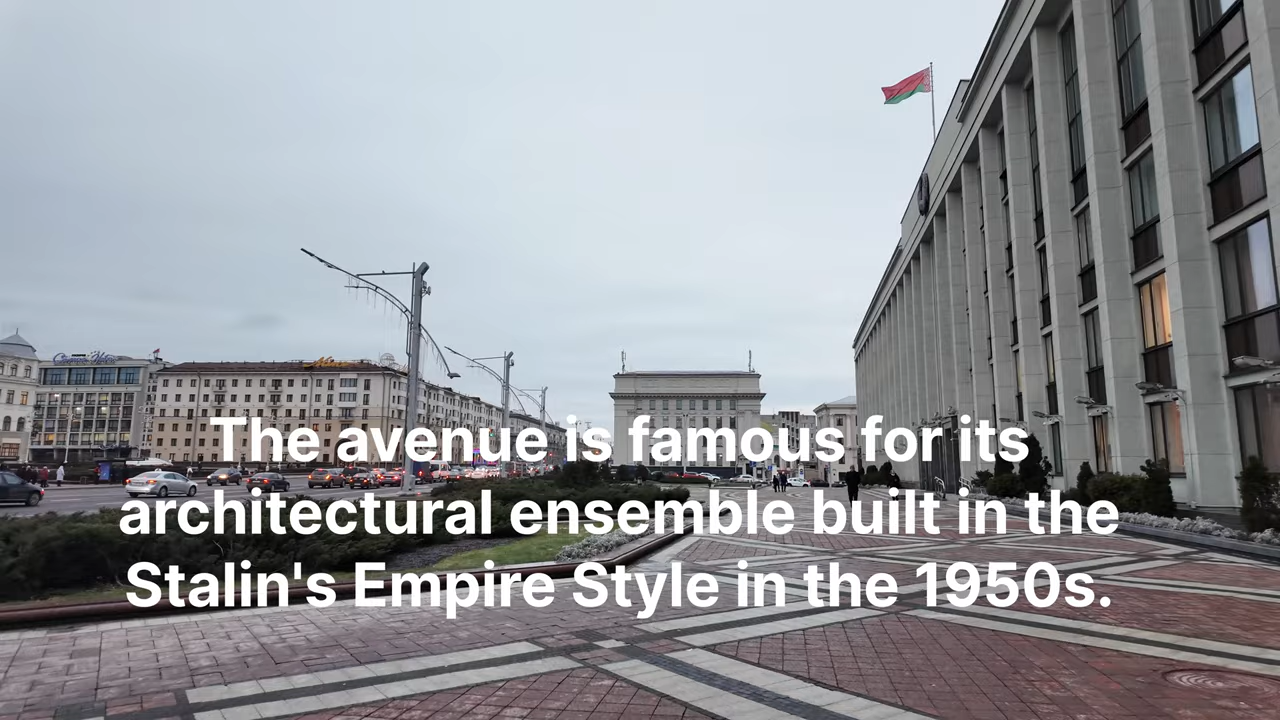 The avenue is famous for its
architectural ensemble built in the
Stalin's Empire Style in the 1950s.